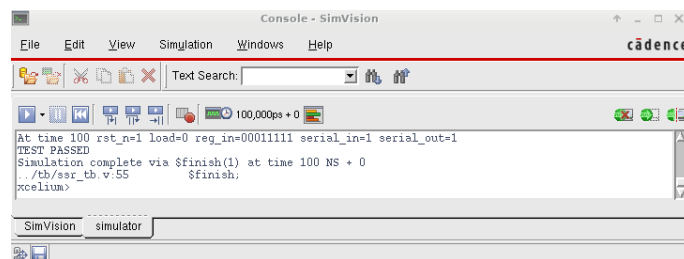 Console - SimVision
File Edit View Simulation Windows Help
cādence
Text Search:
100,000ps + 0
At time 100 rst_n=1 load=0 reg_in=00011111 serial_in=1 serial_out=1
TEST PASSED
Simulation complete via $finish(1) at time 100 NS + 0
../tb/ssr_tb.v:55 $finish;
xcelium>
SimVision simulator